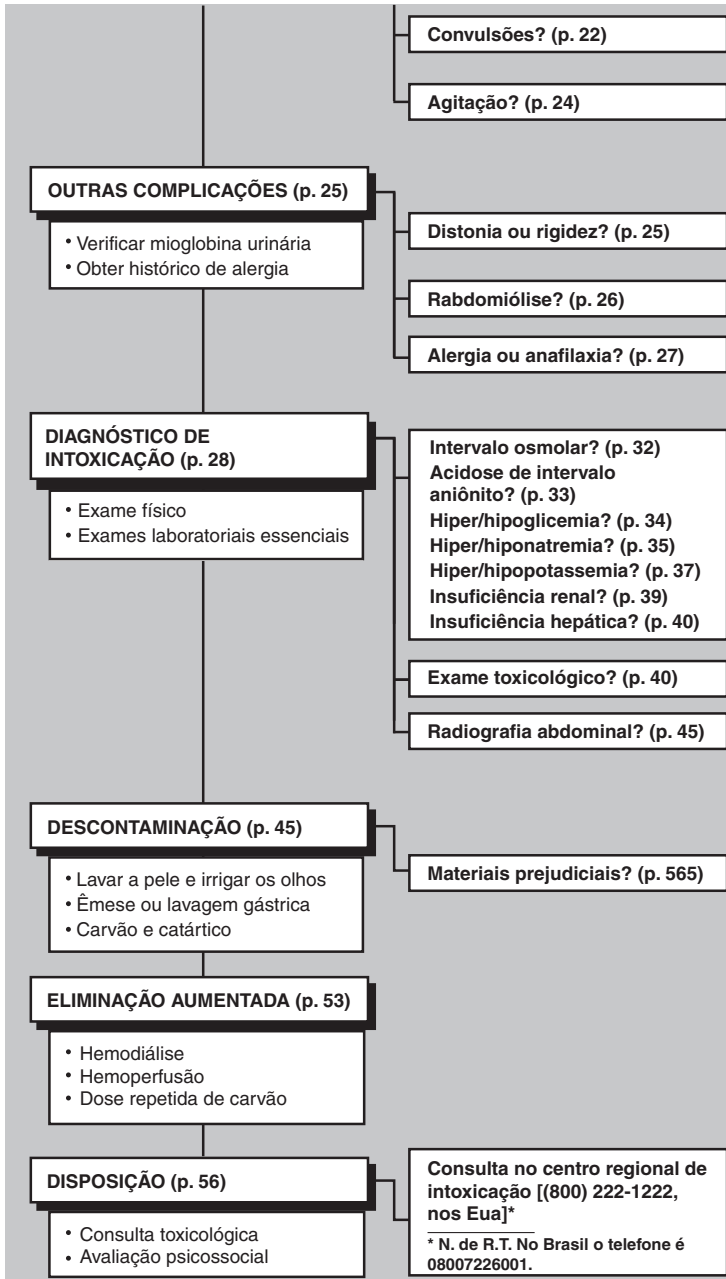 Convulsões? (p. 22)
Agitação? (p. 24)
OUTRAS COMPLICAÇÕES (p. 25)
• Verificar mioglobina urinária
• Obter histórico de alergia
Distonia ou rigidez? (p. 25)
Rabdomiólise? (p. 26)
Alergia ou anafilaxia? (p. 27)
DIAGNÓSTICO DE
INTOXICAÇÃO (p. 28)
• Exame físico
• Exames laboratoriais essenciais
Intervalo osmolar? (p. 32)
Acidose de intervalo
aniônito? (p. 33)
Hiper/hipoglicemia? (p. 34)
Hiper/hiponatremia? (p. 35)
Hiper/hipopotassemia? (p. 37)
Insuficiência renal? (p. 39)
Insuficiência hepática? (p. 40)
Exame toxicológico? (p. 40)
Radiografia abdominal? (p. 45)
DESCONTAMINAÇÃO (p. 45)
• Lavar a pele e irrigar os olhos
• Êmese ou lavagem gástrica
• Carvão e catártico
Materiais prejudiciais? (p. 565)
ELIMINAÇÃO AUMENTADA (p. 53)
• Hemodiálise
• Hemoperfusão
• Dose repetida de carvão
DISPOSIÇÃO (p. 56)
• Consulta toxicológica
• Avaliação psicossocial
Consulta no centro regional de
intoxicação [(800) 222-1222,
nos Eua]*
* N. de R.T. No Brasil o telefone é
08007226001.